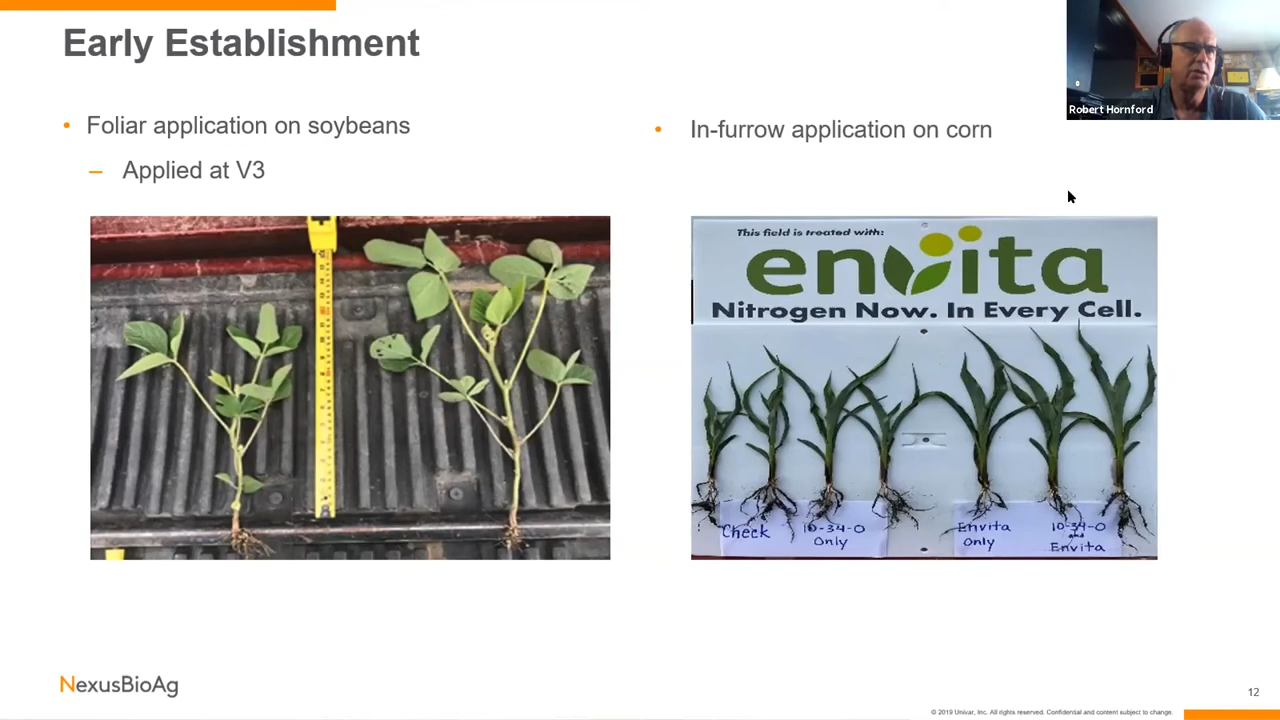 Early Establishment
Robert Hornford
• Foliar application on soybeans
– Applied at V3
• In-furrow application on corn
This field is treated with:
envita
Nitrogen Now. In Every Cell.
Check
10-34-0
Only
Envita
Only
10-34-0
and
Envita
NexusBioAg
12
© 2019 Univar, Inc. All rights reserved. Confidential and content subject to change.